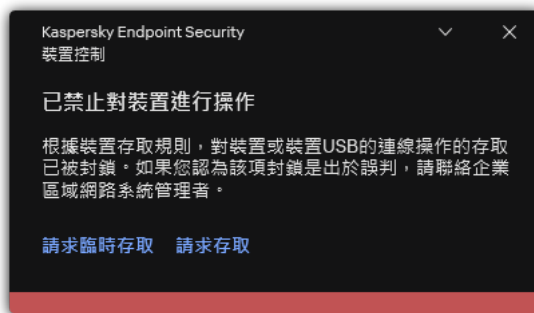 Kaspersky Endpoint Security
裝置控制
已禁止對裝置進行操作
根據裝置存取規則，對裝置或裝置USB的連線操作的存取
已被封鎖。如果您認為該項封鎖是出於誤判，請聯絡企業
區域網路系統管理者。
請求臨時存取 請求存取